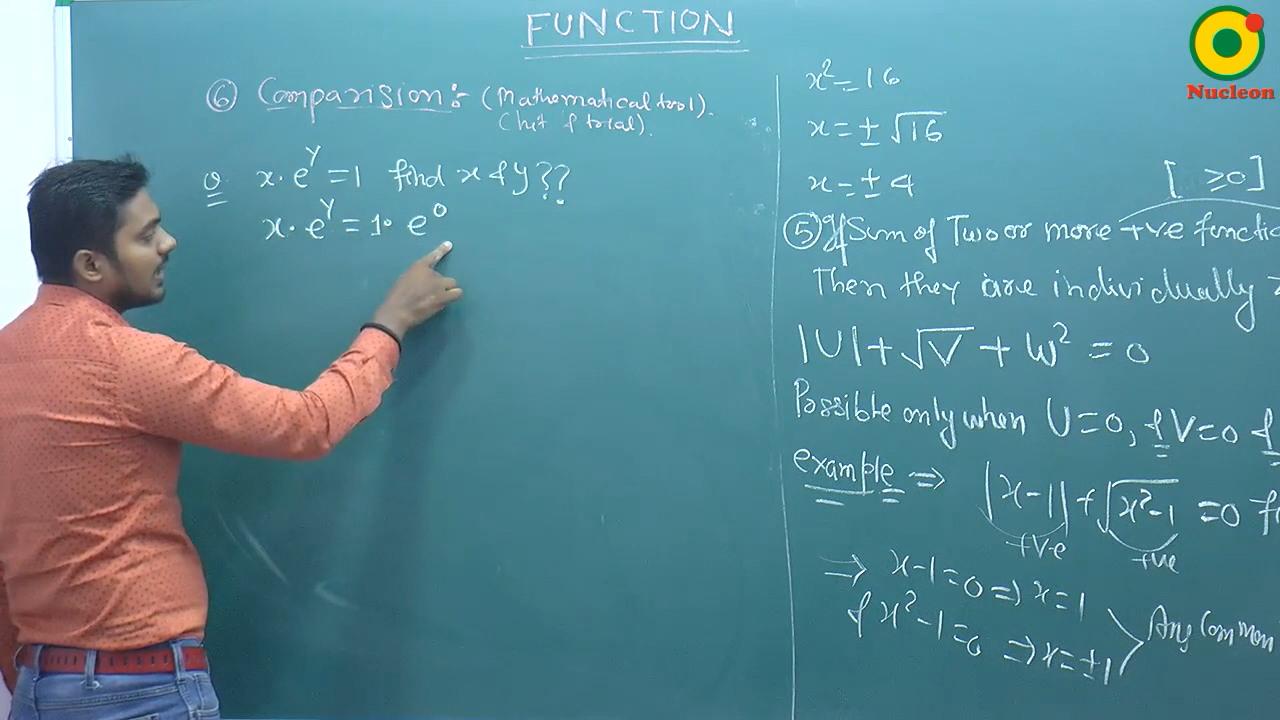 FUNCTION
⑥ Comparision:- (Mathematical tool).
(hit & trial).
Q. x·e^y = 1 find x & y??
x·e^y = 1· e^0
x² = 16
x = ± √16
x = ± 4
[ ≥0]
⑤ If Sum of Two or more +ve functi
Then they are individually
|U| + √V + W² = 0
Possible only when U=0, & V=0 &
example ⇒ |x-1| + √x²-1 = 0
+ve +ve
⇒ x-1=0 ⇒ x=1
& x²-1=0 ⇒ x=±1
Any Common
Nucleon